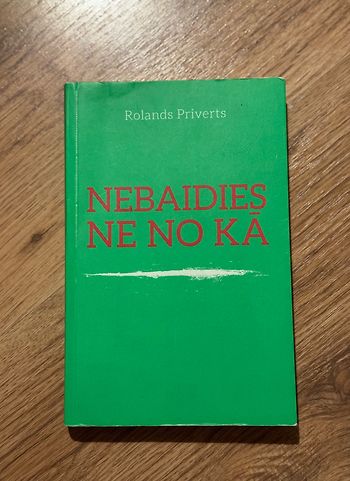 Rolands Priverts
NEBAIDIES
NE NO KĀ